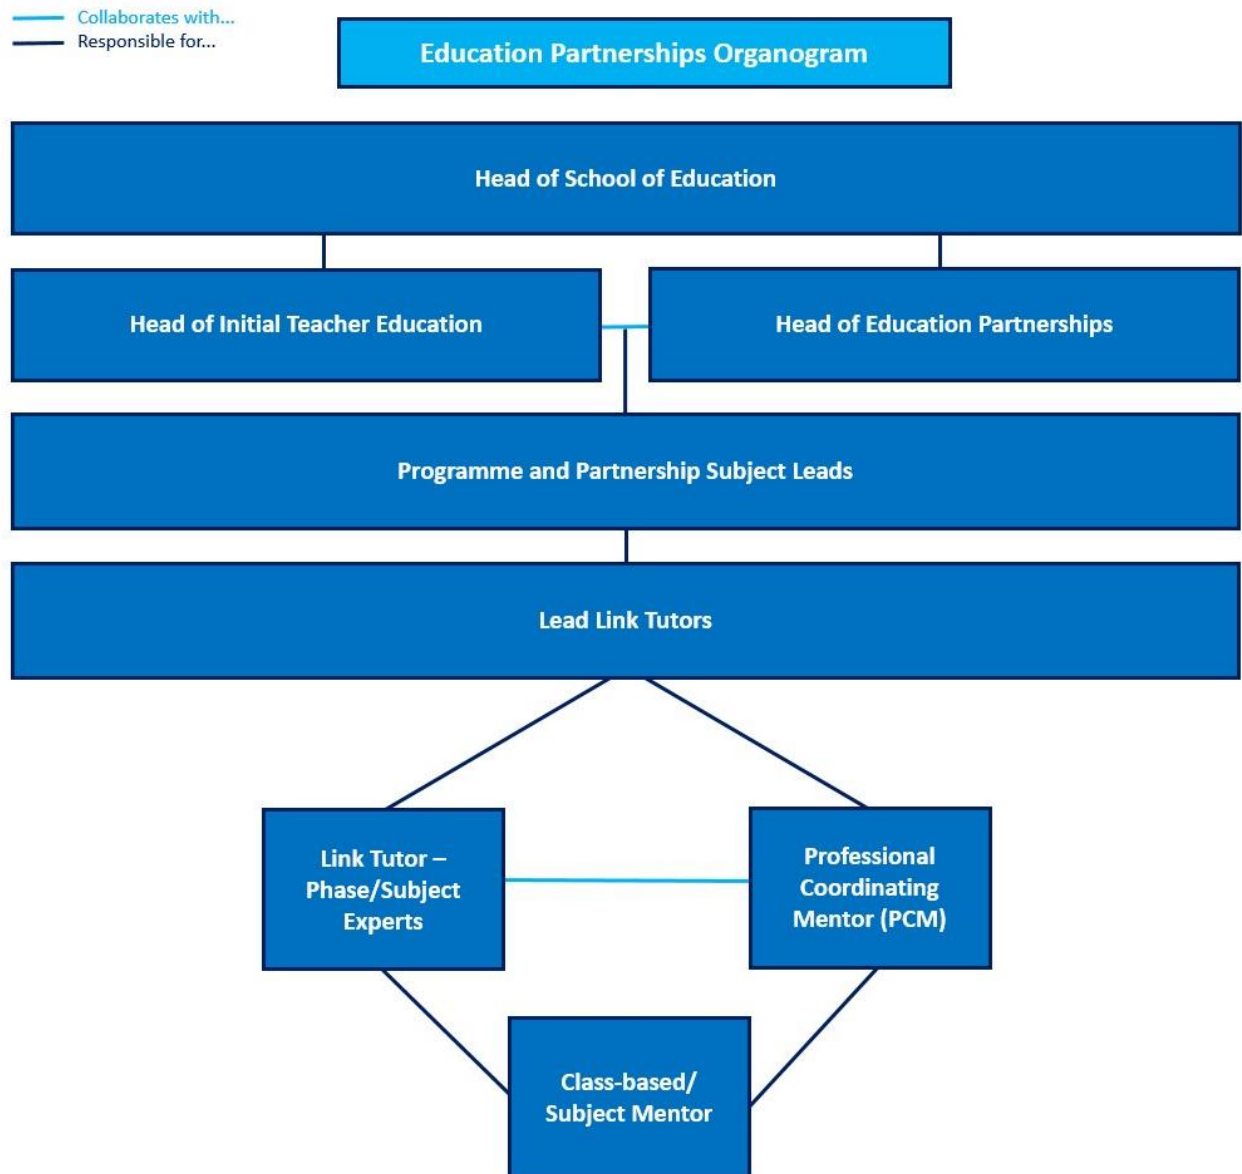 Collaborates with...
Responsible for...
Education Partnerships Organogram
Head of School of Education
Head of Initial Teacher Education
Head of Education Partnerships
Programme and Partnership Subject Leads
Lead Link Tutors
Link Tutor –
Phase/Subject
Experts
Professional
Coordinating
Mentor (PCM)
Class-based/
Subject Mentor